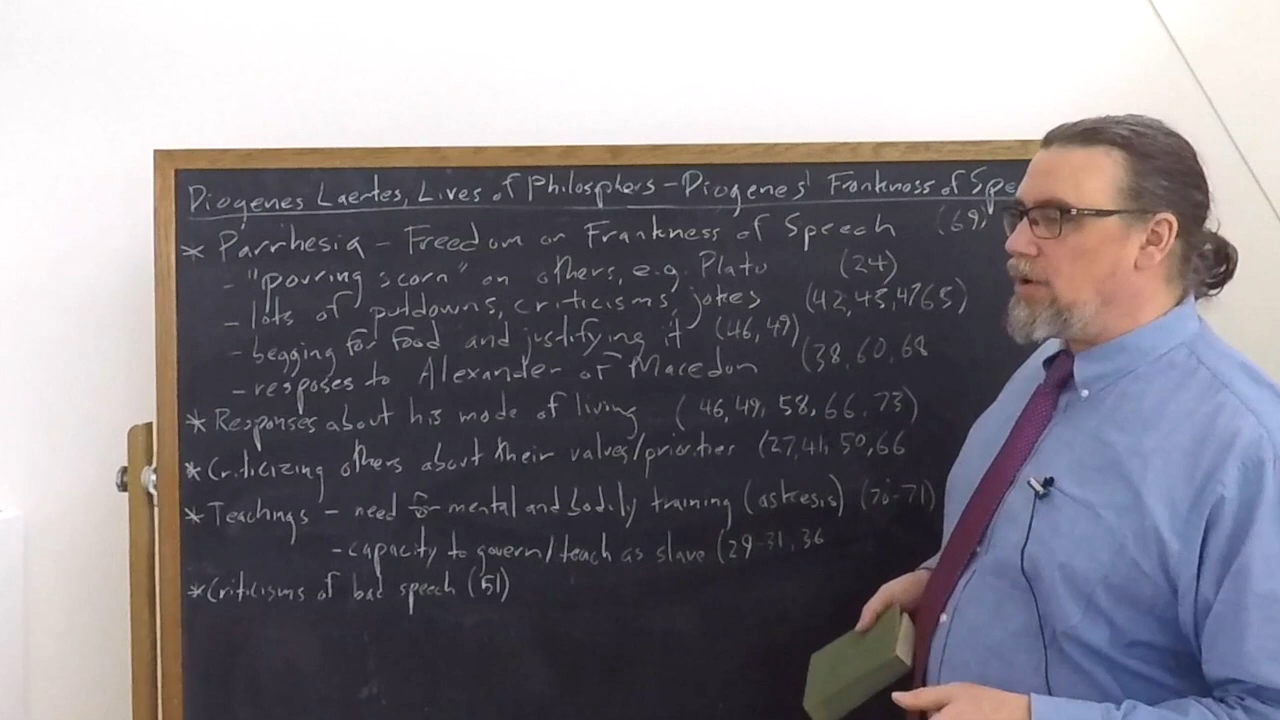 Diogenes Laertes, Lives of Philosphers - Diogenes' Frankness of Spe
* Parrhesia - Freedom or Frankness of Speech (69)
- "pouring scorn" on others, e.g. Plato (24)
- lots of putdowns, criticisms, jokes (42, 43, 47 65)
- begging for food and justifying it (46, 49)
- resposes to Alexander of Macedon (38, 60, 68
* Responses about his mode of living (46, 49, 58, 66, 73)
* Criticizing others about their values/priorities (27, 41, 50, 66
* Teachings - need for mental and bodily training (askesis) (70-71)
- capacity to govern/teach as slave (29-31, 36
* Criticisms of bad speech (51)